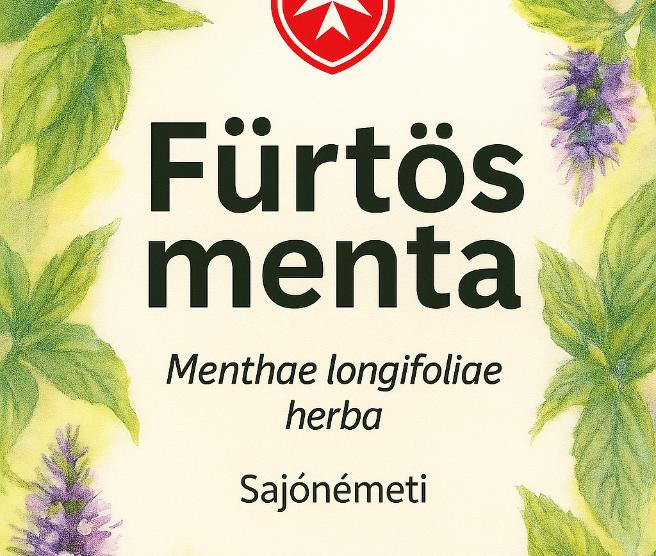 Fürtös
menta
Menthae longifoliae
herba
Sajónémeti